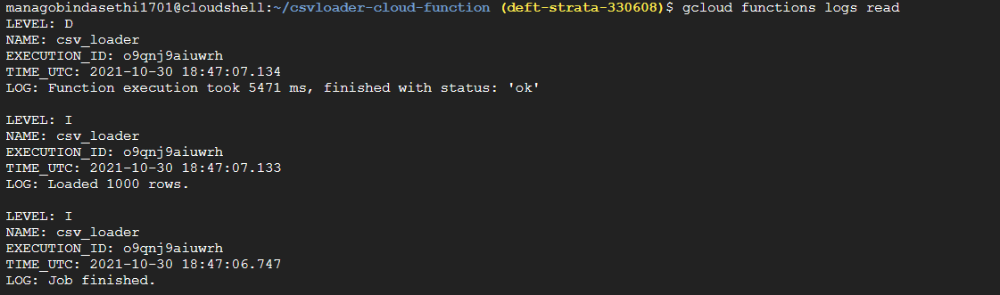 managobindasethi1701@cloudshell:~/csvloader-cloud-function (deft-strata-330608)$ gcloud functions logs read
LEVEL: D
NAME: csv_loader
EXECUTION_ID: o9qnj9aiuwrh
TIME_UTC: 2021-10-30 18:47:07.134
LOG: Function execution took 5471 ms, finished with status: 'ok'
LEVEL: I
NAME: csv_loader
EXECUTION_ID: o9qnj9aiuwrh
TIME_UTC: 2021-10-30 18:47:07.133
LOG: Loaded 1000 rows.
LEVEL: I
NAME: csv_loader
EXECUTION_ID: o9qnj9aiuwrh
TIME_UTC: 2021-10-30 18:47:06.747
LOG: Job finished.